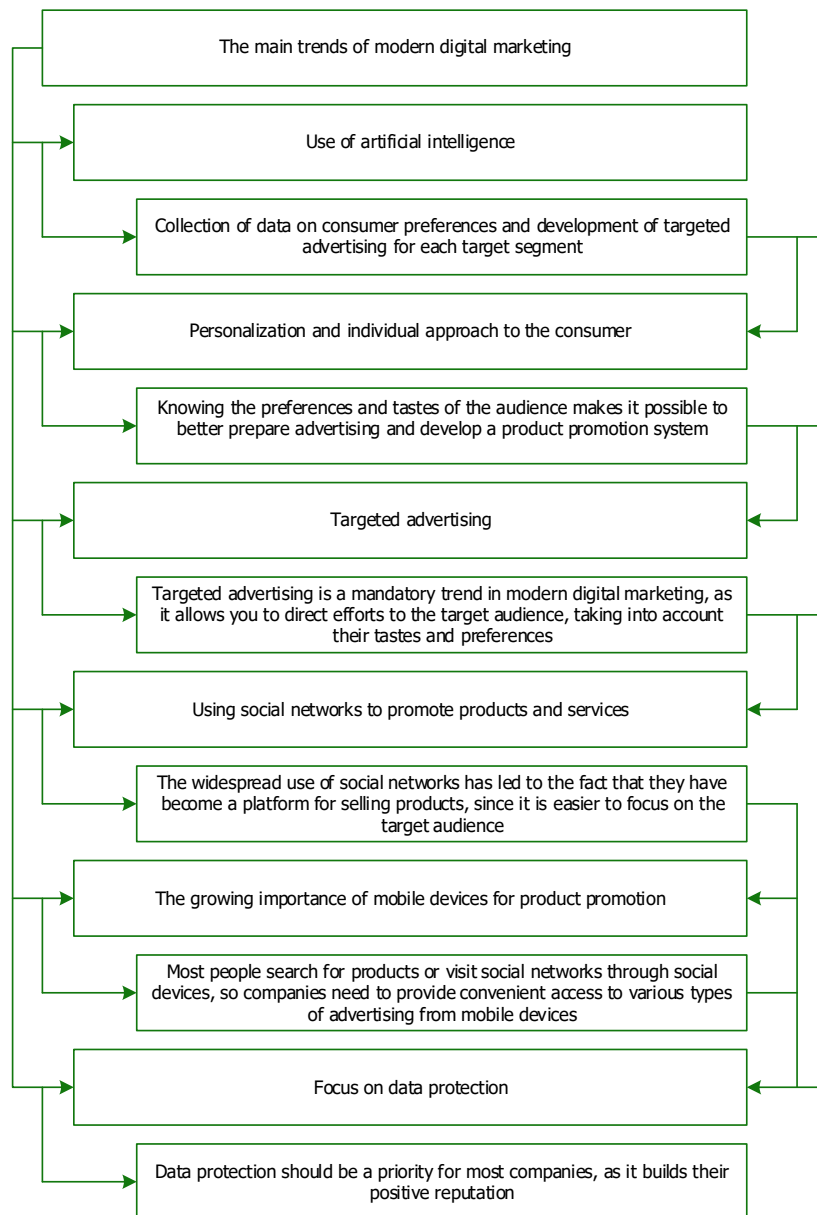 The main trends of modern digital marketing
Use of artificial intelligence
Collection of data on consumer preferences and development of targeted
advertising for each target segment
Personalization and individual approach to the consumer
Knowing the preferences and tastes of the audience makes it possible to
better prepare advertising and develop a product promotion system
Targeted advertising
Targeted advertising is a mandatory trend in modern digital marketing, as
it allows you to direct efforts to the target audience, taking into account
their tastes and preferences
Using social networks to promote products and services
The widespread use of social networks has led to the fact that they have
become a platform for selling products, since it is easier to focus on the
target audience
The growing importance of mobile devices for product promotion
Most people search for products or visit social networks through social
devices, so companies need to provide convenient access to various types
of advertising from mobile devices
Focus on data protection
Data protection should be a priority for most companies, as it builds their
positive reputation